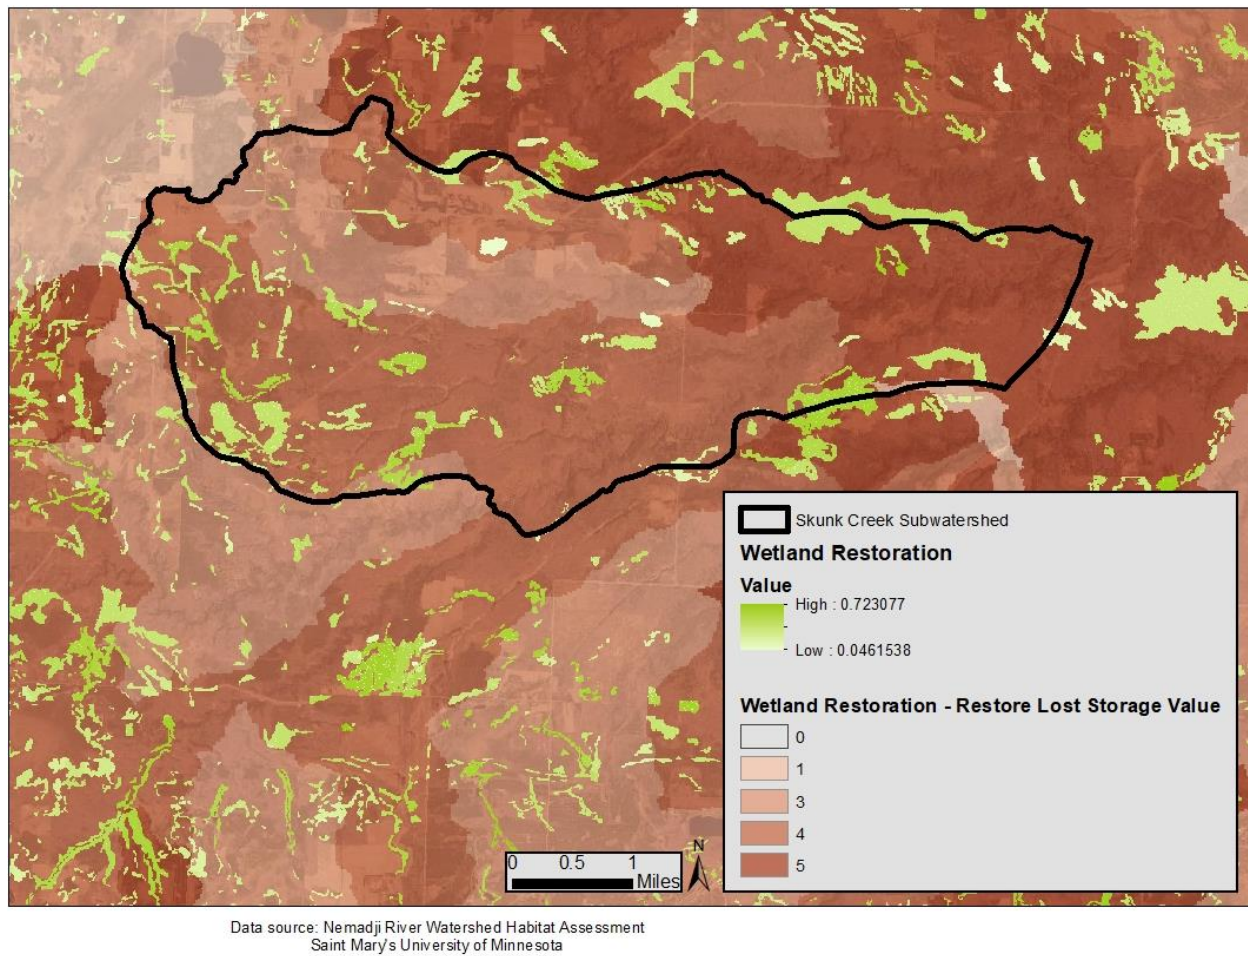 Skunk Creek Subwatershed
Wetland Restoration
Value
High : 0.723077
Low : 0.0461538
Wetland Restoration - Restore Lost Storage Value
0
1
3
4
5
0 0.5 1
Miles
N
Data source: Nemadji River Watershed Habitat Assessment
Saint Mary's University of Minnesota